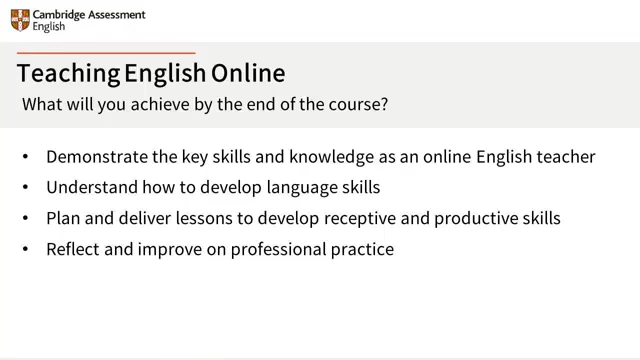 Cambridge Assessment
English
Teaching English Online
What will you achieve by the end of the course?
• Demonstrate the key skills and knowledge as an online English teacher
• Understand how to develop language skills
• Plan and deliver lessons to develop receptive and productive skills
• Reflect and improve on professional practice